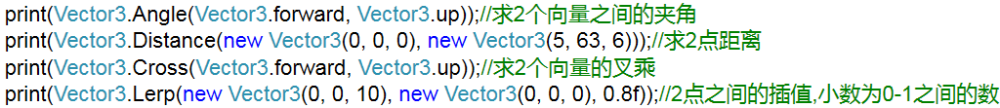 print(Vector3.Angle(Vector3.forward, Vector3.up));//求2个向量之间的夹角
print(Vector3.Distance(new Vector3(0, 0, 0), new Vector3(5, 63, 6)));//求2点距离
print(Vector3.Cross(Vector3.forward, Vector3.up));//求2个向量的叉乘
print(Vector3.Lerp(new Vector3(0, 0, 10), new Vector3(0, 0, 0), 0.8f));//2点之间的插值,小数为0-1之间的数